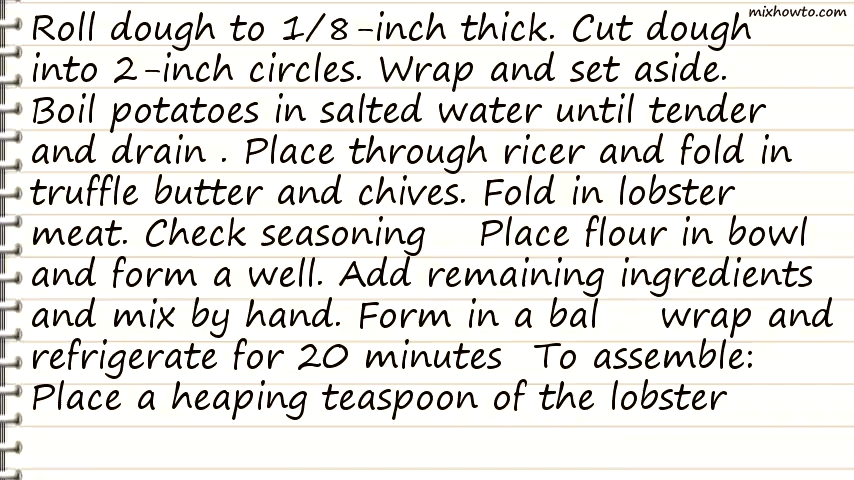 mixhowto.com
Roll dough to 1/8-inch thick. Cut dough
into 2-inch circles. Wrap and set aside.
Boil potatoes in salted water until tender
and drain . Place through ricer and fold in
truffle butter and chives. Fold in lobster
meat. Check seasoning Place flour in bowl
and form a well. Add remaining ingredients
and mix by hand. Form in a bal wrap and
refrigerate for 20 minutes To assemble:
Place a heaping teaspoon of the lobster